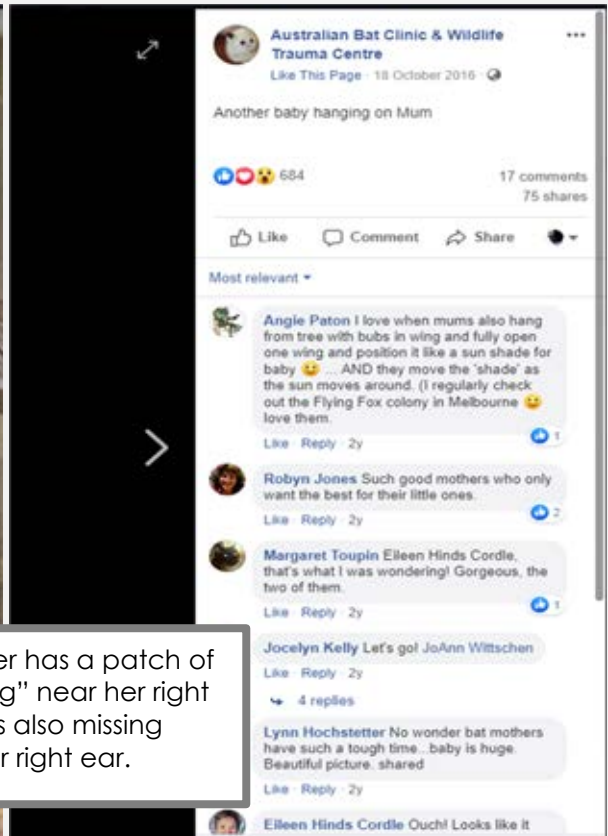 Australian Bat Clinic & Wildlife
Trauma Centre
Like This Page · 18 October 2016 ·
Another baby hanging on Mum
684
17 comments
75 shares
Like Comment Share
Most relevant
Angie Paton I love when mums also hang
from tree with bubs in wing and fully open
one wing and position it like a sun shade for
baby 😀 ... AND they move the 'shade' as
the sun moves around. (I regularly check
out the Flying Fox colony in Melbourne 😀
love them.
Like · Reply · 2y
1
Robyn Jones Such good mothers who only
want the best for their little ones.
Like · Reply · 2y
2
Margaret Toupin Eileen Hinds Cordle,
that's what I was wondering! Gorgeous, the
two of them.
Like · Reply · 2y
1
Jocelyn Kelly Let's go! JoAnn Wittschen
Like · Reply · 2y
4 replies
Lynn Hochstetter No wonder bat mothers
have such a tough time...baby is huge.
Beautiful picture. shared
Like · Reply · 2y
Eileen Hinds Cordle Ouch! Looks like it
er has a patch of
g” near her right
s also missing
r right ear.